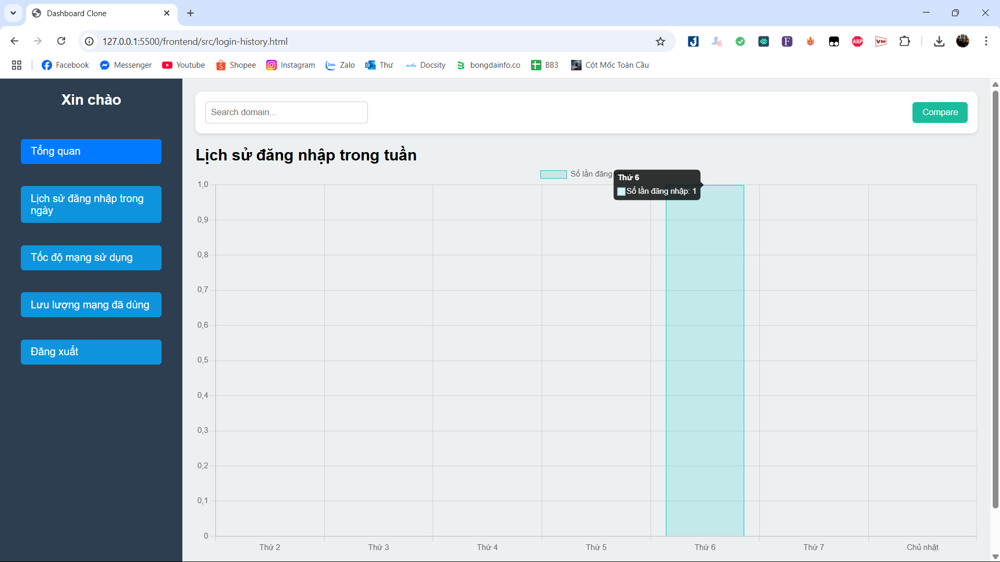 Dashboard Clone
127.0.0.1:5500/frontend/src/login-history.html
Facebook Messenger Youtube Shopee Instagram Zalo Thư Docsity bongdainfo.co BB3 Cột Mốc Toàn Cầu
Xin chào
Tổng quan
Lịch sử đăng nhập trong
ngày
Tốc độ mạng sử dụng
Lưu lượng mạng đã dùng
Đăng xuất
Search domain...
Compare
Lịch sử đăng nhập trong tuần
Số lần đăng
Thứ 6
Số lần đăng nhập: 1
1,0
0,9
0,8
0,7
0,6
0,5
0,4
0,3
0,2
0,1
0
Thứ 2 Thứ 3 Thứ 4 Thứ 5 Thứ 6 Thứ 7 Chủ nhật